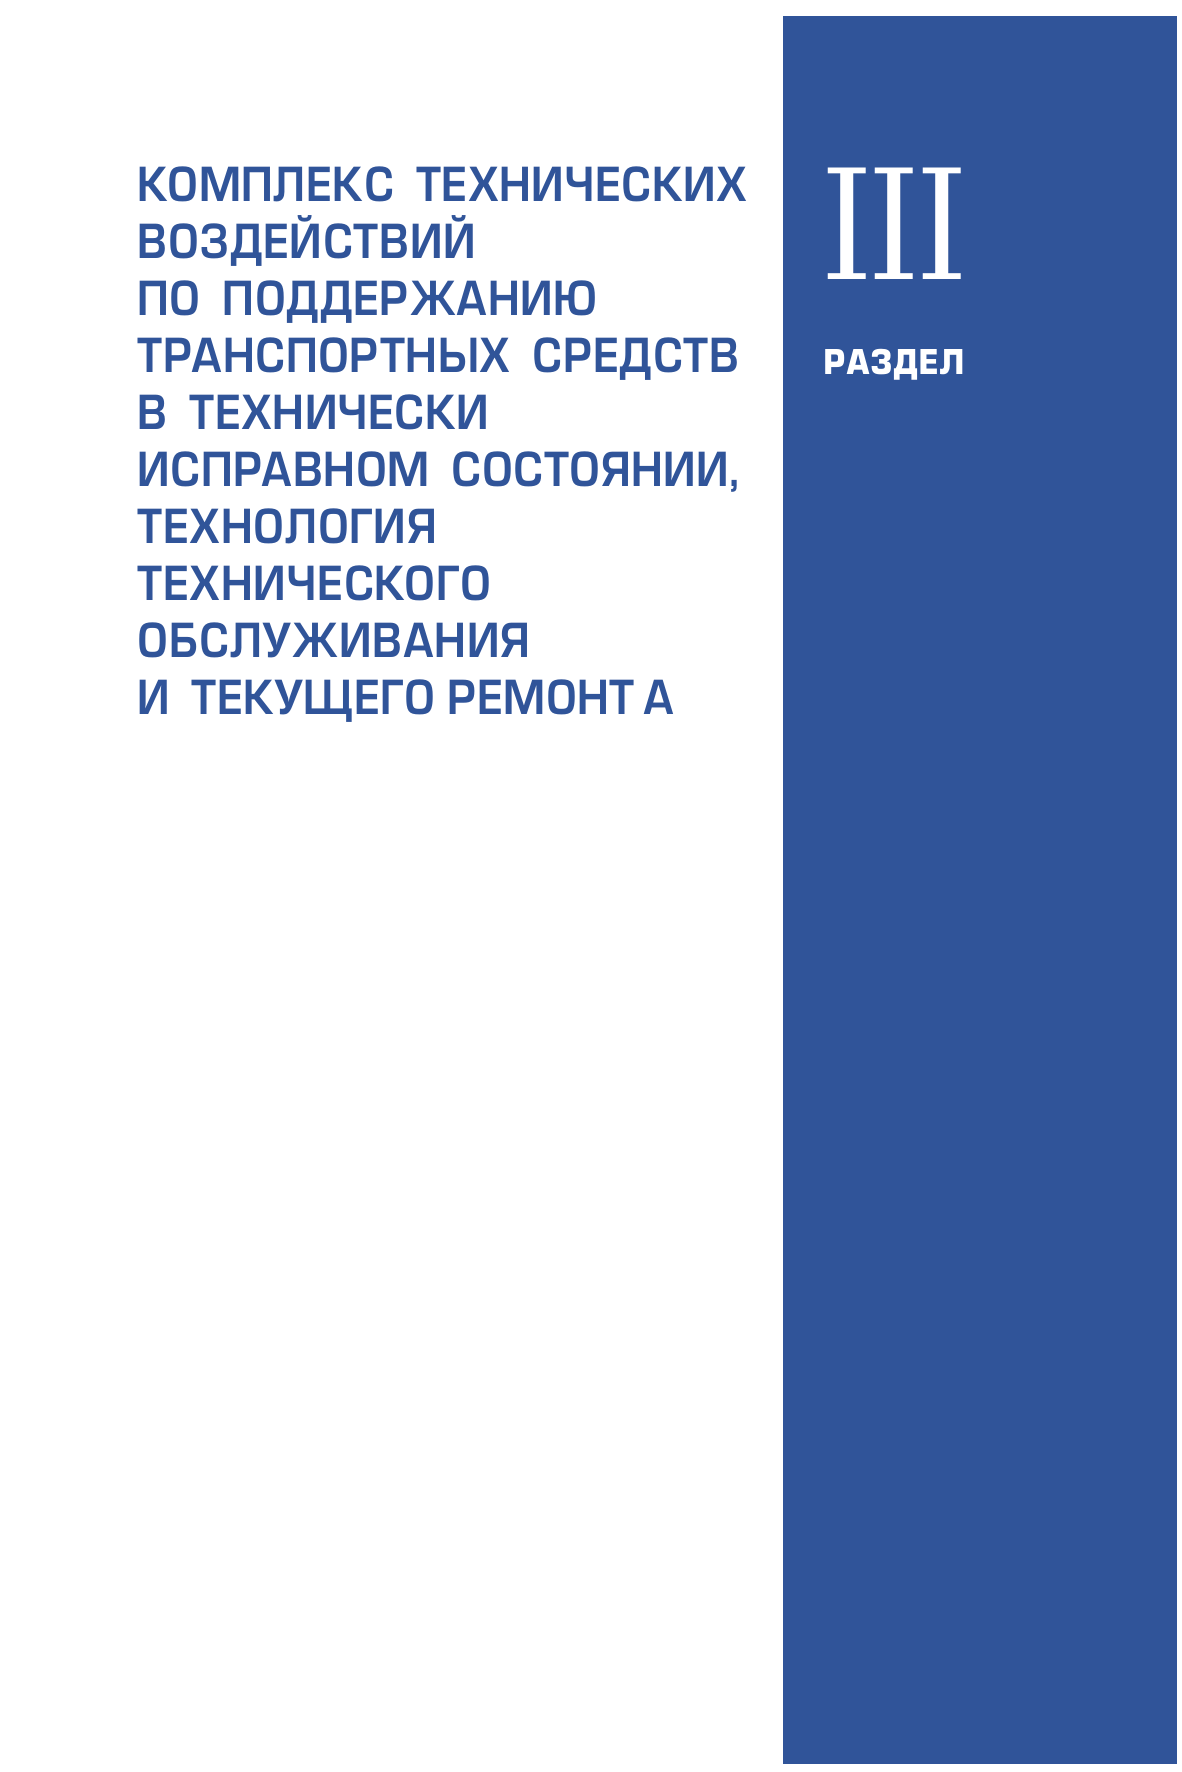 КОМПЛЕКС ТЕХНИЧЕСКИХ
ВОЗДЕЙСТВИЙ
ПО ПОДДЕРЖАНИЮ
ТРАНСПОРТНЫХ СРЕДСТВ
В ТЕХНИЧЕСКИ
ИСПРАВНОМ СОСТОЯНИИ,
ТЕХНОЛОГИЯ
ТЕХНИЧЕСКОГО
ОБСЛУЖИВАНИЯ
И ТЕКУЩЕГО РЕМОНТ А
III
РАЗДЕЛ